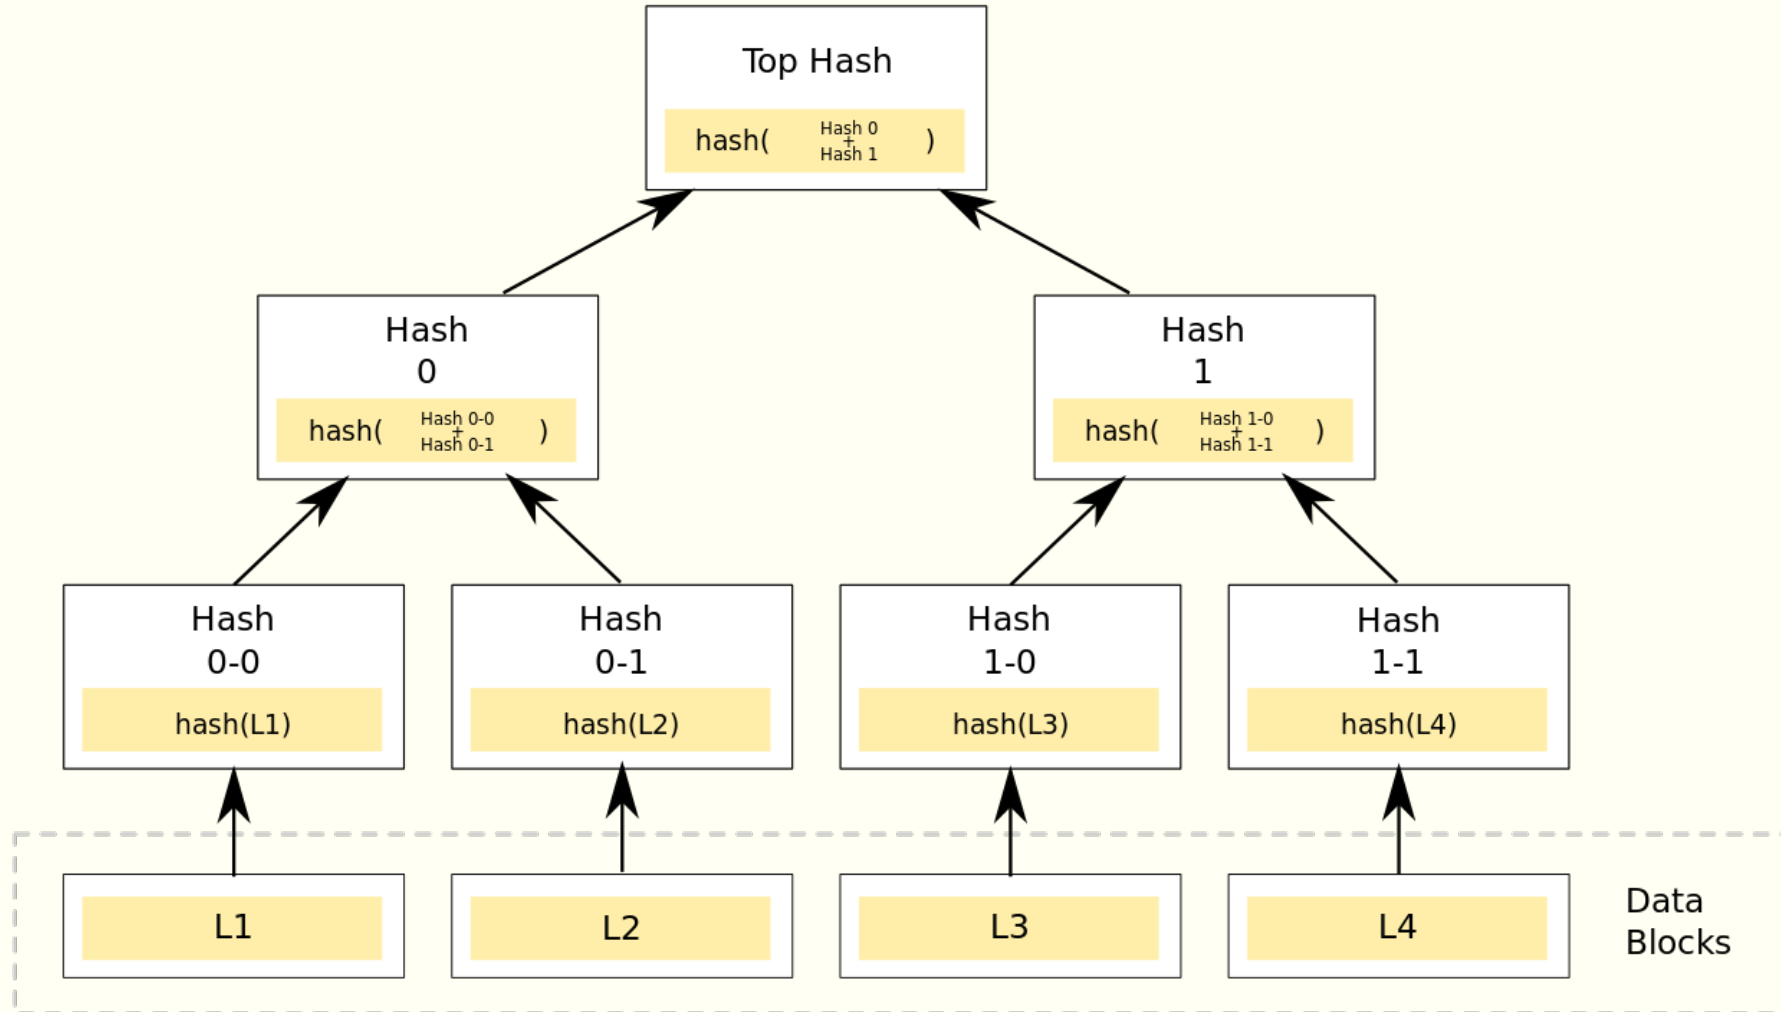 Top Hash
hash( Hash 0 + Hash 1 )
Hash
0
hash( Hash 0-0 + Hash 0-1 )
Hash
1
hash( Hash 1-0 + Hash 1-1 )
Hash
0-0
hash(L1)
Hash
0-1
hash(L2)
Hash
1-0
hash(L3)
Hash
1-1
hash(L4)
L1
L2
L3
L4
Data
Blocks